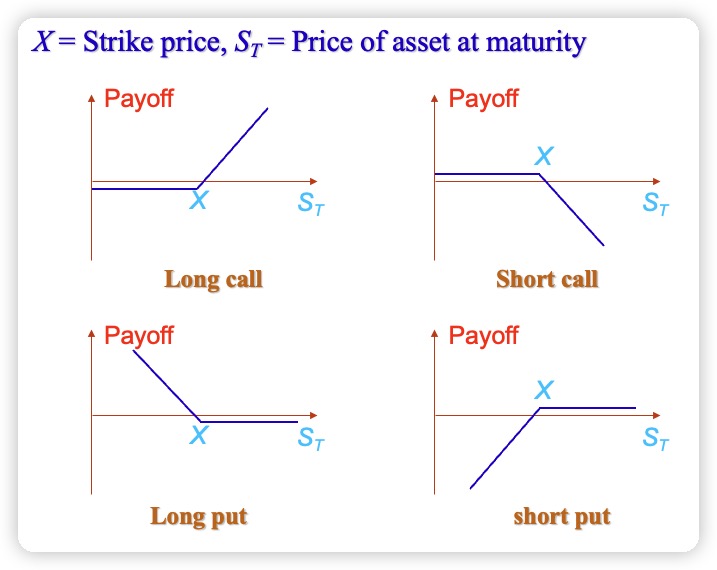 X = Strike price, S_T = Price of asset at maturity
Payoff
X
S_T
Long call
Payoff
X
S_T
Short call
Payoff
X
S_T
Long put
Payoff
X
S_T
short put